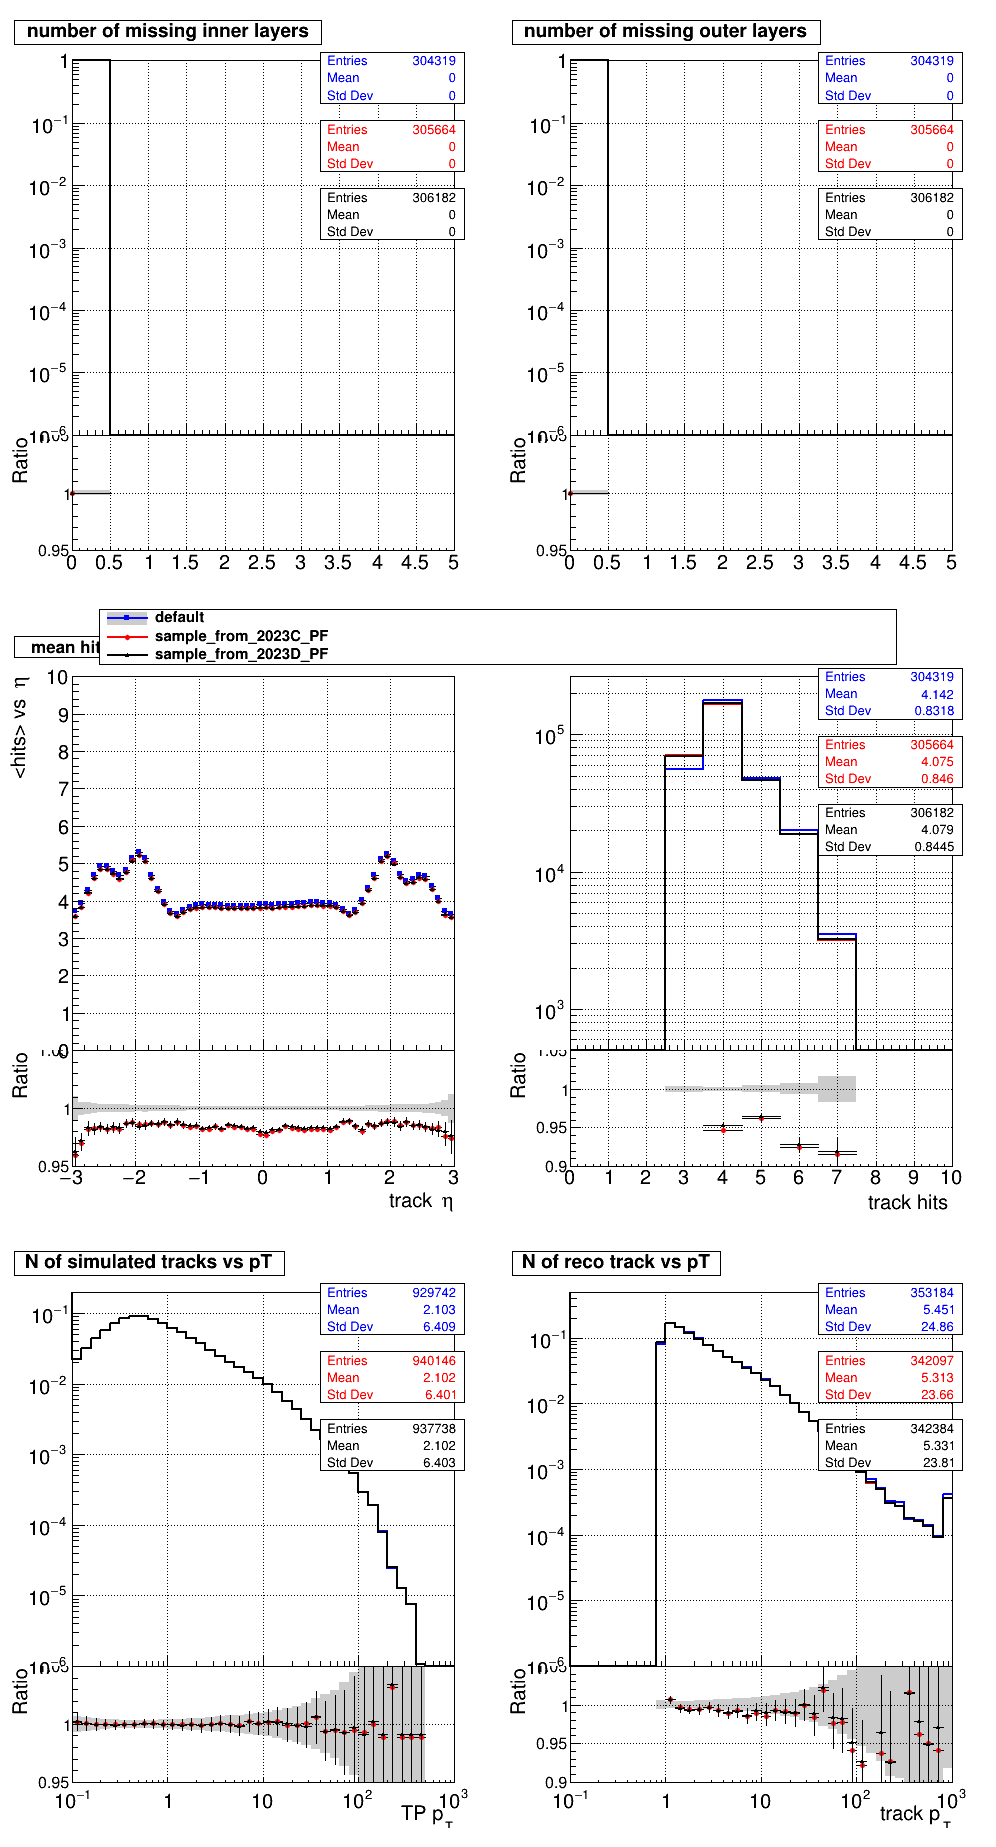 number of missing inner layers
Entries 304319
Mean 0
Std Dev 0
Entries 305664
Mean 0
Std Dev 0
Entries 306182
Mean 0
Std Dev 0
1
10^-1
10^-2
10^-3
10^-4
10^-5
10^-6
Ratio
1
0.95
0 0.5 1 1.5 2 2.5 3 3.5 4 4.5 5
number of missing outer layers
Entries 304319
Mean 0
Std Dev 0
Entries 305664
Mean 0
Std Dev 0
Entries 306182
Mean 0
Std Dev 0
1
10^-1
10^-2
10^-3
10^-4
10^-5
10^-6
Ratio
1
0.95
0 0.5 1 1.5 2 2.5 3 3.5 4 4.5 5
default
sample_from_2023C_PF
sample_from_2023D_PF
mean hit
<hits> vs η
10
9
8
7
6
5
4
3
2
1
0
Ratio
1
0.95
−3 −2 −1 0 1 2 3
track η
Entries 304319
Mean 4.142
Std Dev 0.8318
Entries 305664
Mean 4.075
Std Dev 0.846
Entries 306182
Mean 4.079
Std Dev 0.8445
10^5
10^4
10^3
Ratio
1.05
1
0.95
0.9
0 1 2 3 4 5 6 7 8 9 10
track hits
N of simulated tracks vs pT
Entries 929742
Mean 2.103
Std Dev 6.409
Entries 940146
Mean 2.102
Std Dev 6.401
Entries 937738
Mean 2.102
Std Dev 6.403
10^-1
10^-2
10^-3
10^-4
10^-5
10^-6
Ratio
1
0.95
10^-1 1 10 10^2 10^3
TP p_T
N of reco track vs pT
Entries 353184
Mean 5.451
Std Dev 24.86
Entries 342097
Mean 5.313
Std Dev 23.66
Entries 342384
Mean 5.331
Std Dev 23.81
10^-1
10^-2
10^-3
10^-4
10^-5
10^-6
Ratio
1
0.95
0.9
10^-1 1 10 10^2 10^3
track p_T